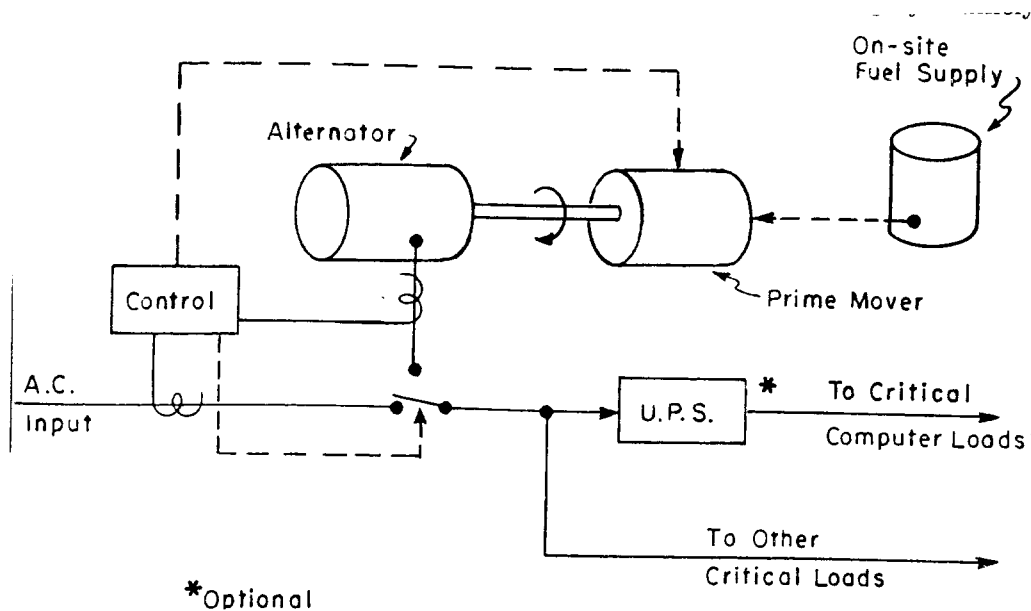 On-site
Fuel Supply
Alternator
Control
Prime Mover
A.C.
Input
U.P.S.
*
To Critical
Computer Loads
To Other
Critical Loads
*Optional